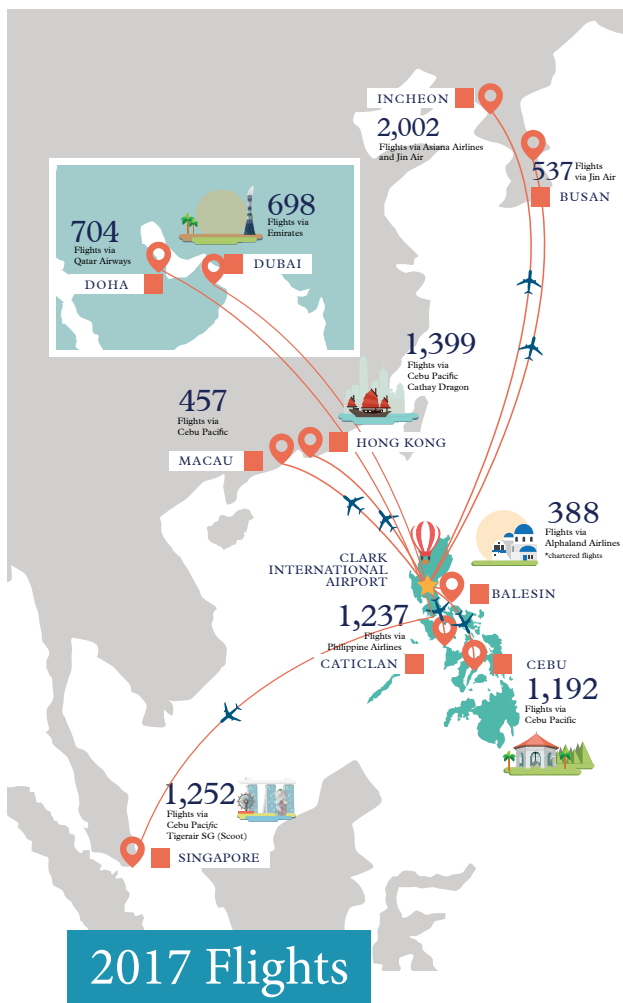 INCHEON
2,002
Flights via Asiana Airlines
and Jin Air
537 Flights
via Jin Air
BUSAN
698
Flights via
Emirates
704
Flights via
Qatar Airways
DUBAI
DOHA
1,399
Flights via
Cebu Pacific
Cathay Dragon
457
Flights via
Cebu Pacific
HONG KONG
MACAU
388
Flights via
Alphaland Airlines
*chartered flights
CLARK
INTERNATIONAL
AIRPORT
BALESIN
1,237
Flights via
Philippine Airlines
CATICLAN
CEBU
1,192
Flights via
Cebu Pacific
1,252
Flights via
Cebu Pacific
Tigerair SG (Scoot)
SINGAPORE
2017 Flights